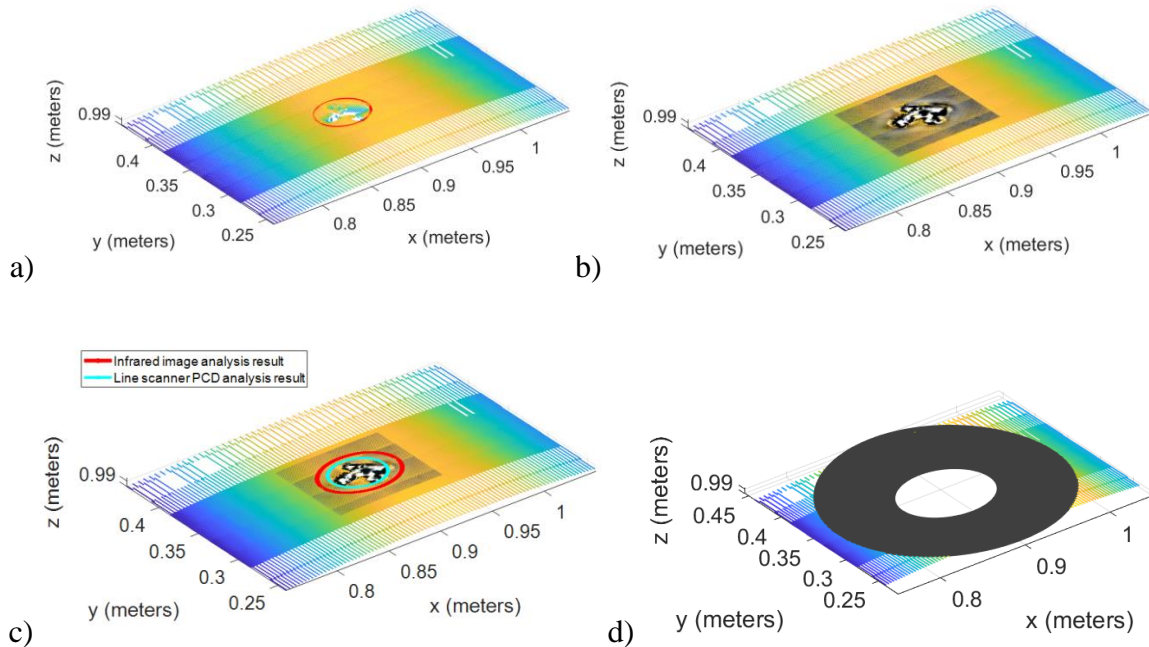 z (meters)
0.99
0.4
0.35
0.3
0.25
y (meters)
0.8
0.85
0.9
0.95
1
x (meters)
a)
z (meters)
0.99
0.4
0.35
0.3
0.25
y (meters)
0.8
0.85
0.9
0.95
1
x (meters)
b)
Infrared image analysis result
Line scanner PCD analysis result
z (meters)
0.99
0.4
0.35
0.3
0.25
y (meters)
0.8
0.85
0.9
0.95
1
x (meters)
c)
z (meters)
0.99
0.45
0.4
0.35
0.3
0.25
y (meters)
0.8
0.9
1
x (meters)
d)